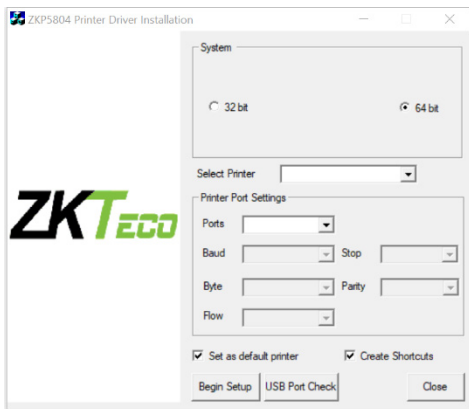 ZKP5804 Printer Driver Installation
System
32 bit
64 bit
Select Printer
ZKTeco
Printer Port Settings
Ports
Baud
Stop
Byte
Parity
Flow
Set as default printer
Create Shortcuts
Begin Setup
USB Port Check
Close